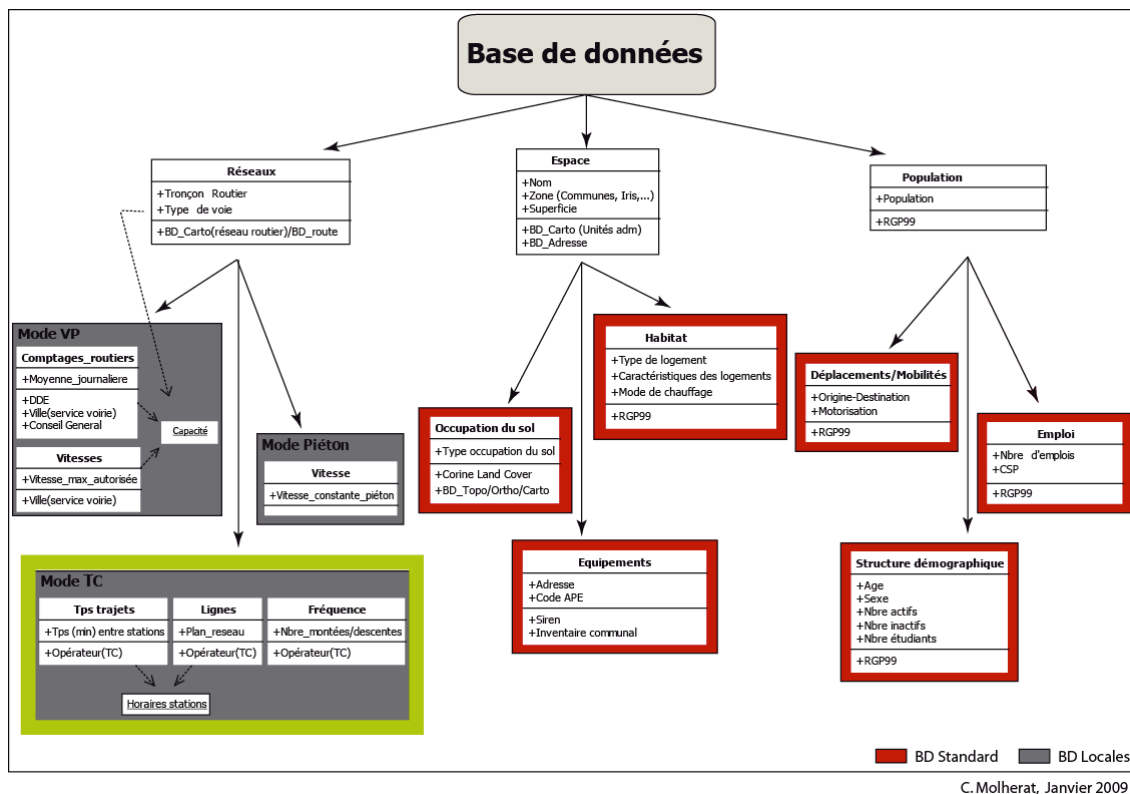 Base de données
Réseaux
+Tronçon Routier
+Type de voie
+BD_Carto(réseau routier)/BD_route
Espace
+Nom
+Zone (Communes, Iris,...)
+Superficie
+BD_Carto (Unités adm)
+BD_Adresse
Population
+Population
+RGP99
Mode VP
Comptages_routiers
+Moyenne_journaliere
+DDE
+Ville(service voirie)
+Conseil General
Capacité
Vitesses
+Vitesse_max_autorisée
+Ville(service voirie)
Mode Piéton
Vitesse
+Vitesse_constante_piéton
Mode TC
Tps trajets
+Tps (min) entre stations
+Opérateur(TC)
Lignes
+Plan_reseau
+Opérateur(TC)
Fréquence
+Nbre_montées/descentes
+Opérateur(TC)
Horaires stations
Occupation du sol
+Type occupation du sol
+Corine Land Cover
+BD_Topo/Ortho/Carto
Habitat
+Type de logement
+Caractéristiques des logements
+Mode de chauffage
+RGP99
Equipements
+Adresse
+Code APE
+Siren
+Inventaire communal
Déplacements/Mobilités
+Origine-Destination
+Motorisation
+RGP99
Emploi
+Nbre d'emplois
+CSP
+RGP99
Structure démographique
+Age
+Sexe
+Nbre actifs
+Nbre inactifs
+Nbre étudiants
+RGP99
BD Standard
BD Locales
C. Molherat, Janvier 2009